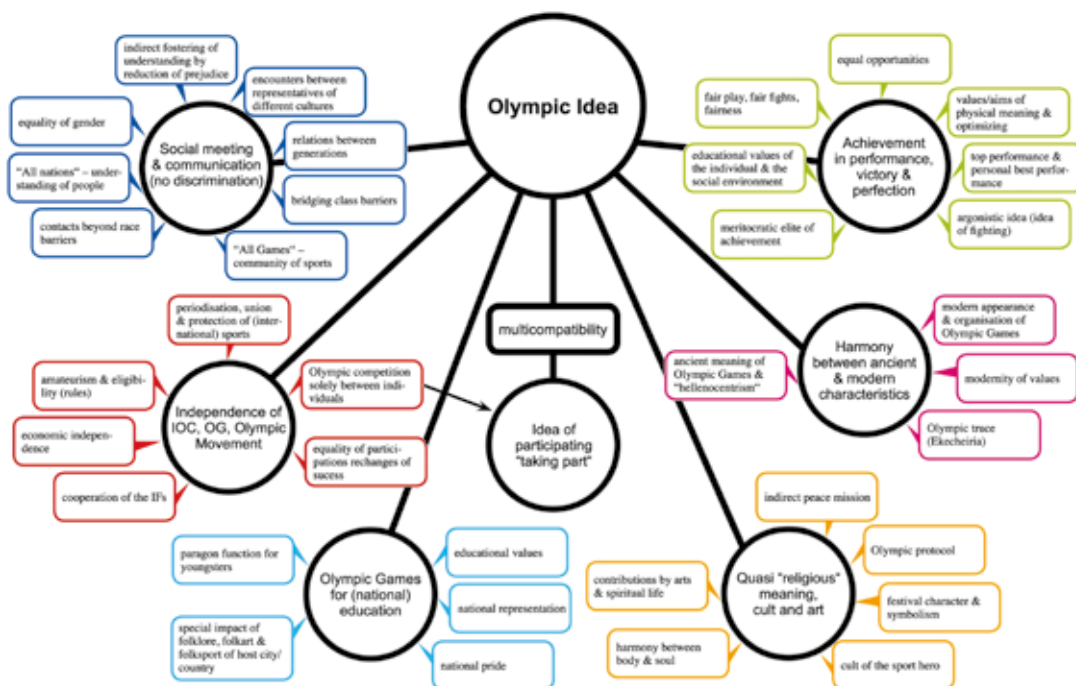 Olympic Idea
indirect fostering of
understanding by
reduction of prejudice
encounters between
representatives of
different cultures
equality of gender
Social meeting
& communication
(no discrimination)
relations between
generations
"All nations" – under-
standing of people
bridging class barriers
contacts beyond race
barriers
"All Games" –
community of sports
equal opportunities
fair play, fair fights,
fairness
values/aims of
physical meaning &
optimizing
Achievement
in performance,
victory &
perfection
educational values of
the individual & the
social environment
top performance &
personal best perfor-
mance
meritocratic elite of
achievement
argonistic idea (idea
of fighting)
periodisation, union
& protection of (inter-
national) sports
amateurism & eligibi-
lity (rules)
Olympic competition
solely between indi-
viduals
Independence of
IOC, OG, Olympic
Movement
economic indepen-
dence
equality of partici-
pations rechanges of
sucess
cooperation of the IFs
multicompatibility
Idea of
participating
"taking part"
modern appearance
& organisation of
Olympic Games
ancient meaning of
Olympic Games &
"hellenocentrism"
Harmony
between ancient
& modern
characteristics
modernity of values
Olympic truce
(Ekecheiria)
paragon function for
youngsters
educational values
Olympic Games
for (national)
education
national representation
special impact of
folklore, folkart &
folksport of host city/
country
national pride
indirect peace mission
Olympic protocol
contributions by arts
& spiritual life
Quasi "religious"
meaning,
cult and art
festival character &
symbolism
harmony between
body & soul
cult of the sport hero